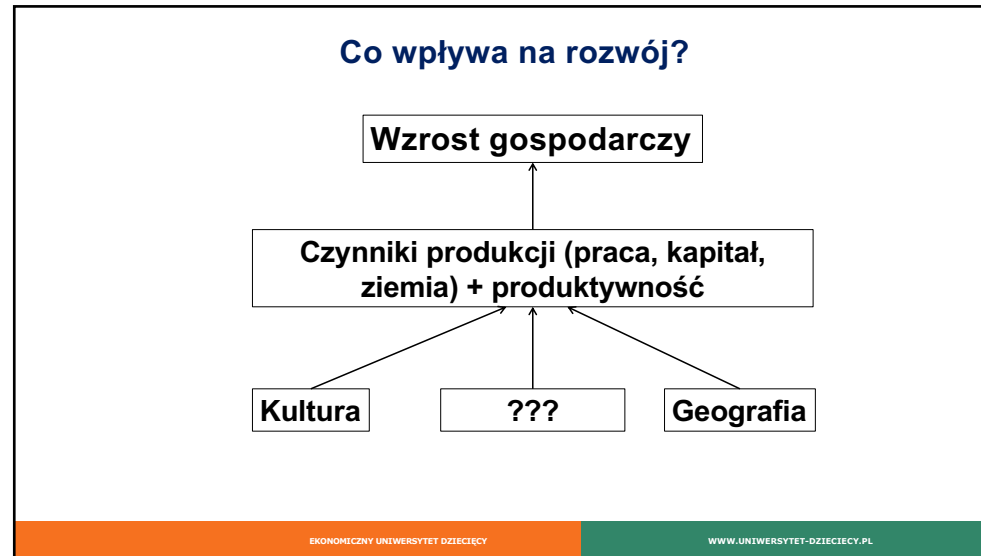 Co wpływa na rozwój?
Wzrost gospodarczy
Czynniki produkcji (praca, kapitał,
ziemia) + produktywność
Kultura
???
Geografia
EKONOMICZNY UNIWERSYTET DZIECIĘCY
WWW.UNIWERSYTET-DZIECIECY.PL